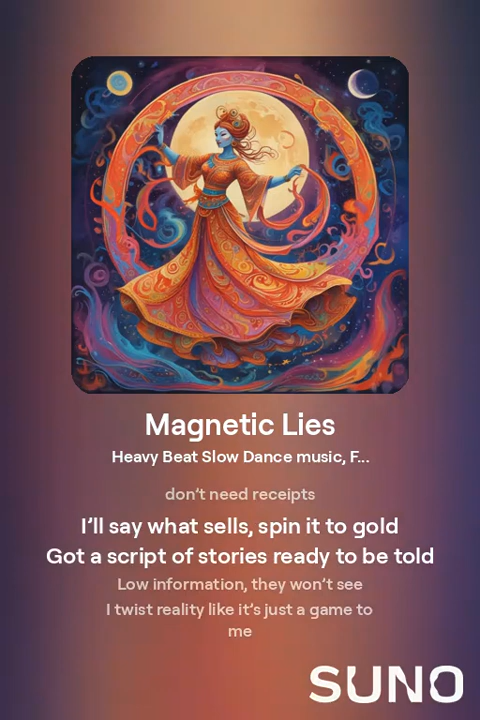 Magnetic Lies
Heavy Beat Slow Dance music, F...
don’t need receipts
I’ll say what sells, spin it to gold
Got a script of stories ready to be told
Low information, they won’t see
I twist reality like it’s just a game to
me
SUNO